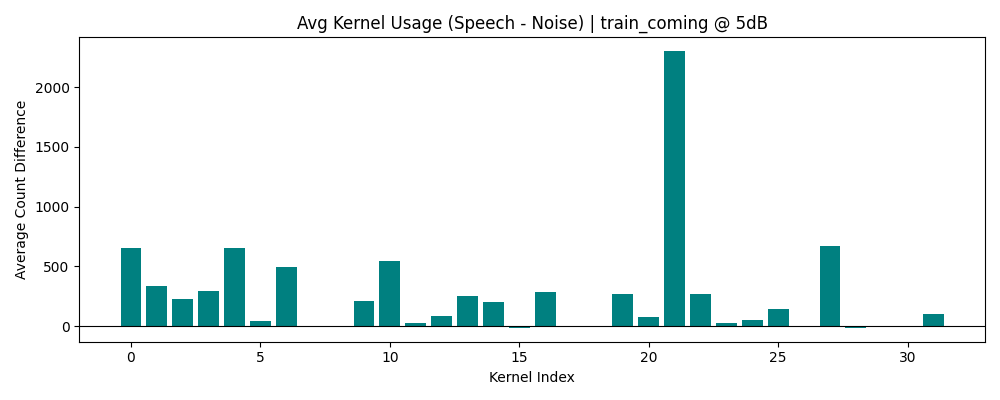 Avg Kernel Usage (Speech - Noise) | train_coming @ 5dB
Average Count Difference
2000
1500
1000
500
0
0 5 10 15 20 25 30
Kernel Index